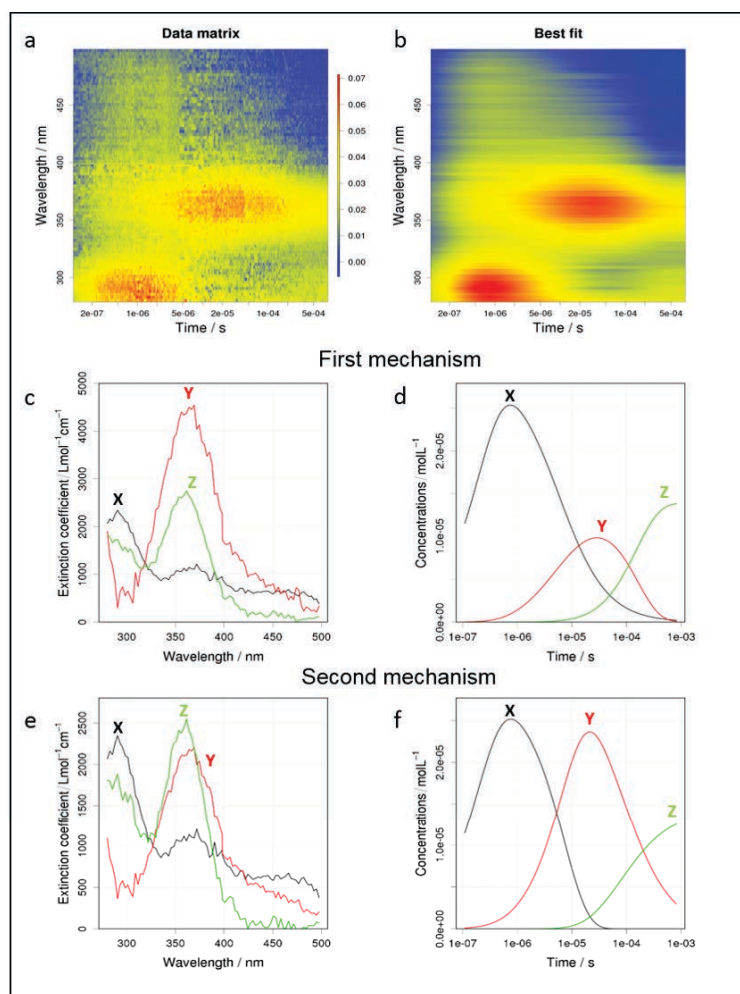 a
Data matrix
b
Best fit
Wavelength / nm
300 350 400 450
0.07
0.06
0.05
0.04
0.03
0.02
0.01
0.00
Wavelength / nm
300 350 400 450
2e-07 1e-06 5e-06 2e-05 1e-04 5e-04
Time / s
2e-07 1e-06 5e-06 2e-05 1e-04 5e-04
Time / s
First mechanism
c
Extinction coefficient/Lmol⁻¹cm⁻¹
0 1000 2000 3000 4000 5000
X
Y
Z
300 350 400 450 500
Wavelength / nm
d
Concentrations / molL⁻¹
0.0e+00 1.0e-05 2.0e-05
X
Y
Z
1e-07 1e-06 1e-05 1e-04 1e-03
Time / s
Second mechanism
e
Extinction coefficient/Lmol⁻¹cm⁻¹
0 500 1000 1500 2000 2500
X
Z
Y
300 350 400 450 500
Wavelength / nm
f
Concentrations / molL⁻¹
0.0e+00 1.0e-05 2.0e-05
X
Y
Z
1e-07 1e-06 1e-05 1e-04 1e-03
Time / s